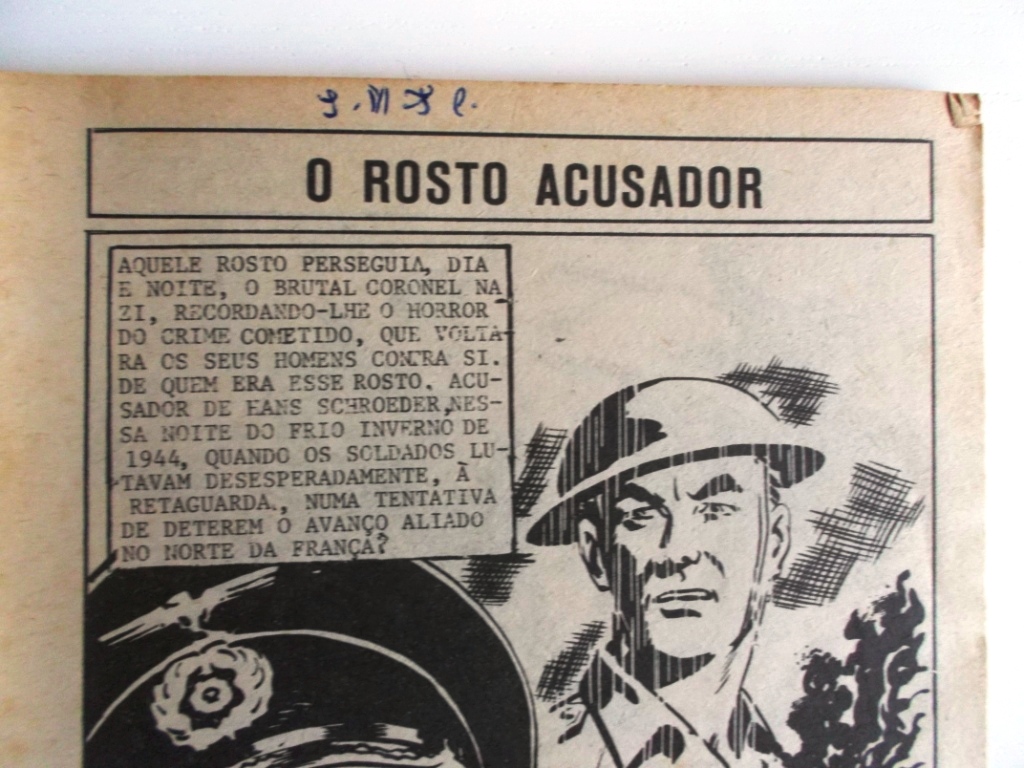 O ROSTO ACUSADOR
AQUELE ROSTO PERSEGUIA, DIA
E NOITE, O BRUTAL CORONEL NA
ZI, RECORDANDO-LHE O HORROR
DO CRIME COMETIDO, QUE VOLTA-
RA OS SEUS HOMENS CONTRA SI.
DE QUEM ERA ESSE ROSTO, ACU-
SADOR DE HANS SCHROEDER, NES-
SA NOITE DO FRIO INVERNO DE
1944, QUANDO OS SOLDADOS LU-
TAVAM DESESPERADAMENTE, À
RETAGUARDA, NUMA TENTATIVA
DE DETEREM O AVANÇO ALIADO
NO NORTE DA FRANÇA?